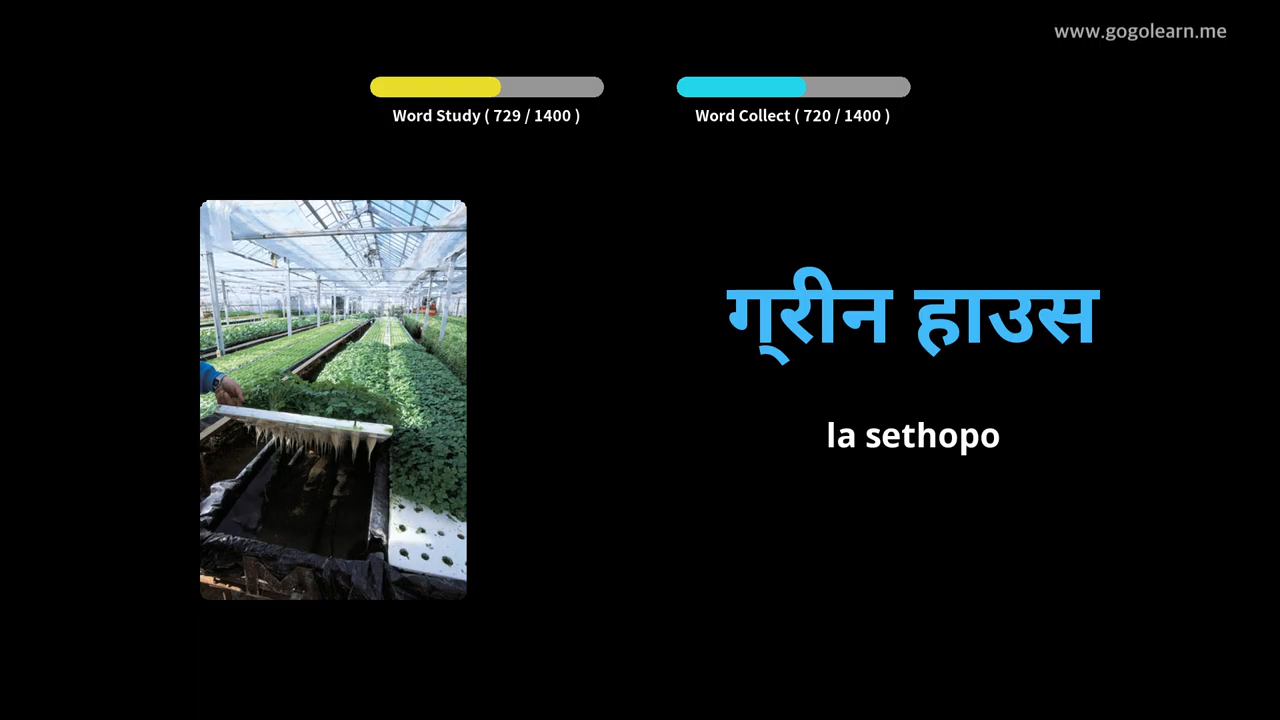 www.gogolearn.me
Word Study ( 729 / 1400 )
Word Collect ( 720 / 1400 )
ग्‌रीन हाउस
la sethopo